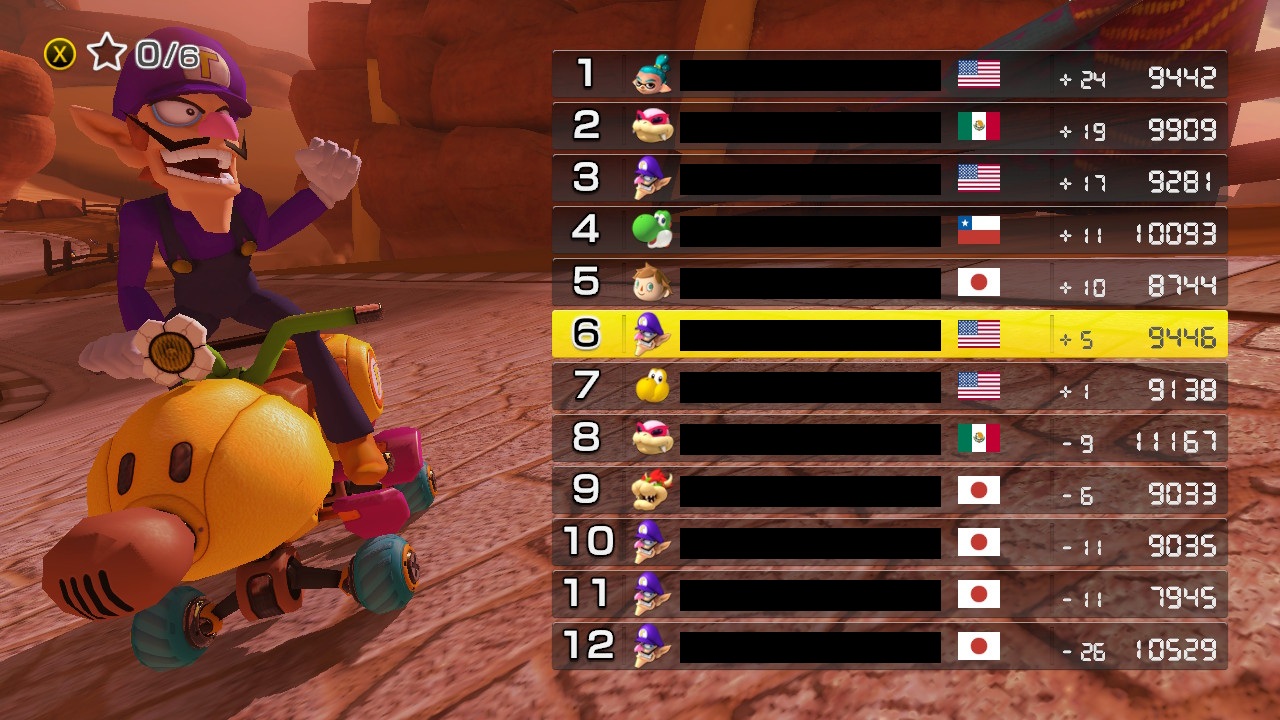 X 0/6
1 + 24 9442
2 + 19 9909
3 + 17 9281
4 + 11 10093
5 + 10 8744
6 + 5 9446
7 + 1 9138
8 - 9 11167
9 - 6 9033
10 - 11 9035
11 - 11 7945
12 - 26 10529